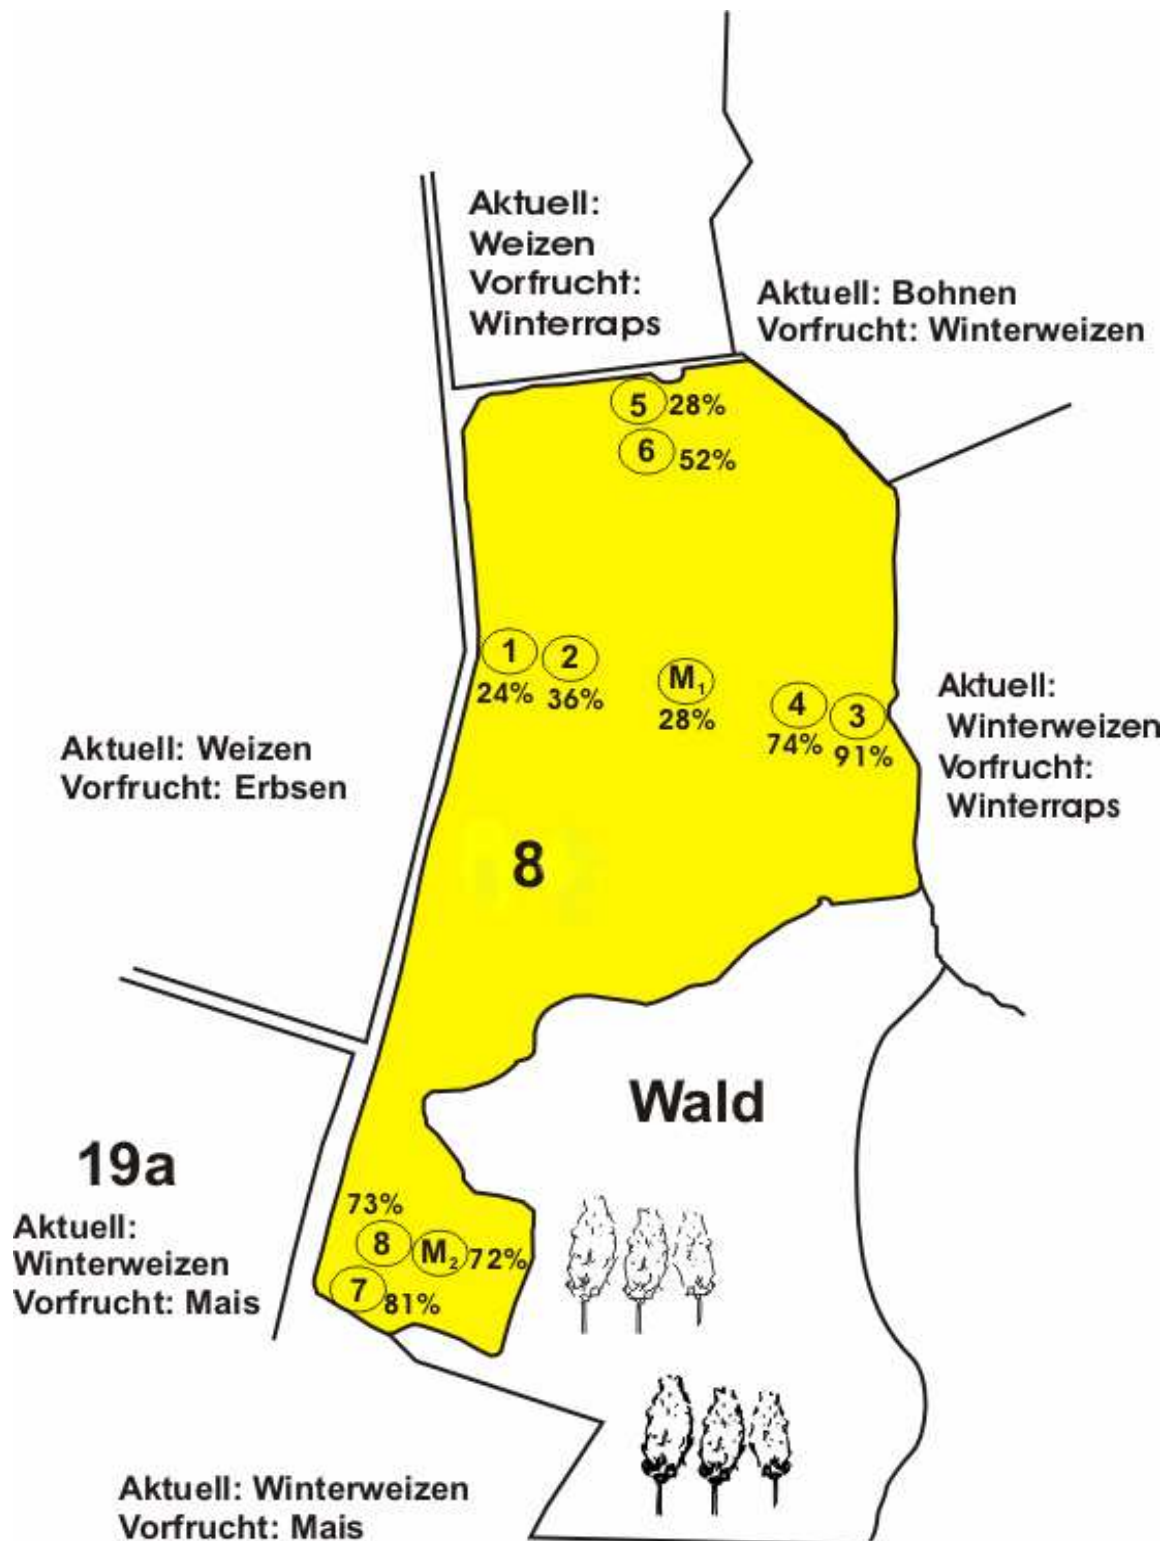 Aktuell:
Weizen
Vorfrucht:
Winterraps
Aktuell: Bohnen
Vorfrucht: Winterweizen
5 28%
6 52%
1 2 M₁ 4 3
24% 36% 28% 74% 91%
Aktuell:
Winterweizen
Vorfrucht:
Winterraps
Aktuell: Weizen
Vorfrucht: Erbsen
8
Wald
19a
Aktuell:
Winterweizen
Vorfrucht: Mais
73%
8 M₂ 72%
7 81%
Aktuell: Winterweizen
Vorfrucht: Mais